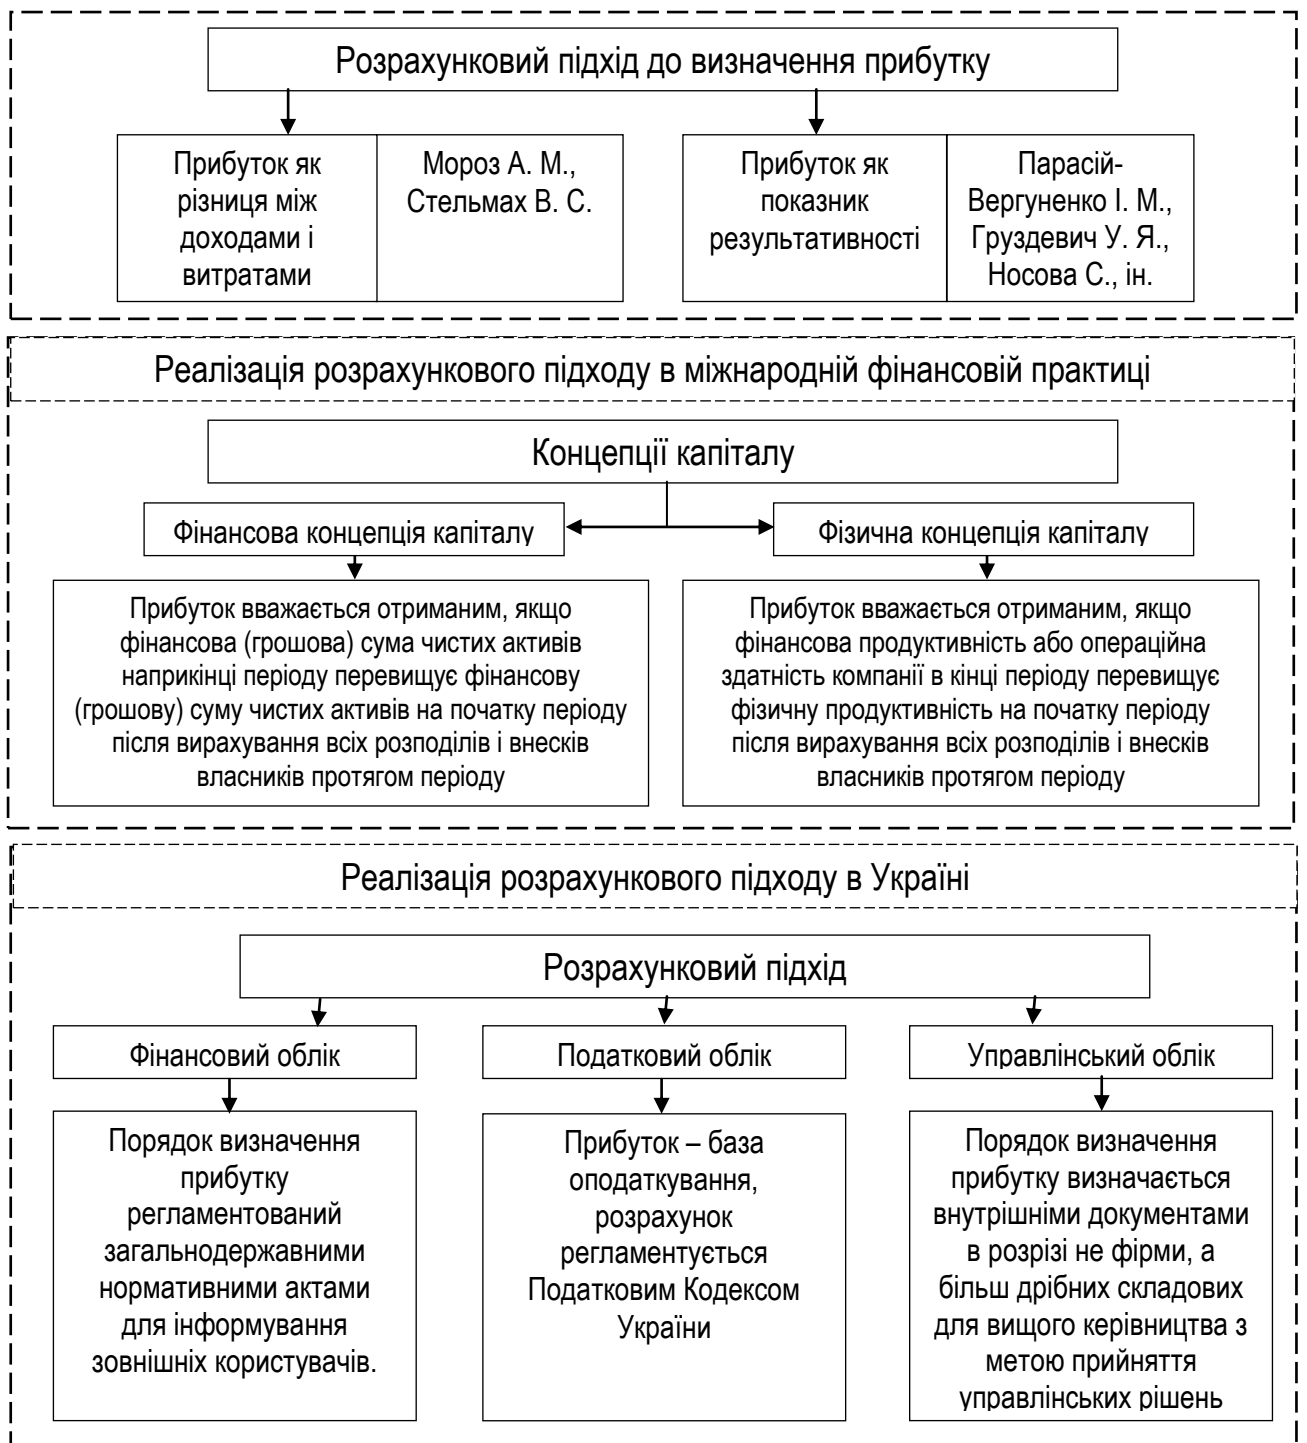 Розрахунковий підхід до визначення прибутку
Прибуток як
різниця між
доходами і
витратами
Мороз А. М.,
Стельмах В. С.
Прибуток як
показник
результативності
Парасій-
Вергуненко І. М.,
Груздевич У. Я.,
Носова С., ін.
Реалізація розрахункового підходу в міжнародній фінансовій практиці
Концепції капіталу
Фінансова концепція капіталу
Фізична концепція капіталу
Прибуток вважається отриманим, якщо
фінансова (грошова) сума чистих активів
наприкінці періоду перевищує фінансову
(грошову) суму чистих активів на початку періоду
після вирахування всіх розподілів і внесків
власників протягом періоду
Прибуток вважається отриманим, якщо
фінансова продуктивність або операційна
здатність компанії в кінці періоду перевищує
фізичну продуктивність на початку періоду
після вирахування всіх розподілів і внесків
власників протягом періоду
Реалізація розрахункового підходу в Україні
Розрахунковий підхід
Фінансовий облік
Податковий облік
Управлінський облік
Порядок визначення
прибутку
регламентований
загальнодержавними
нормативними актами
для інформування
зовнішніх користувачів.
Прибуток – база
оподаткування,
розрахунок
регламентується
Податковим Кодексом
України
Порядок визначення
прибутку визначається
внутрішніми документами
в розрізі не фірми, а
більш дрібних складових
для вищого керівництва з
метою прийняття
управлінських рішень